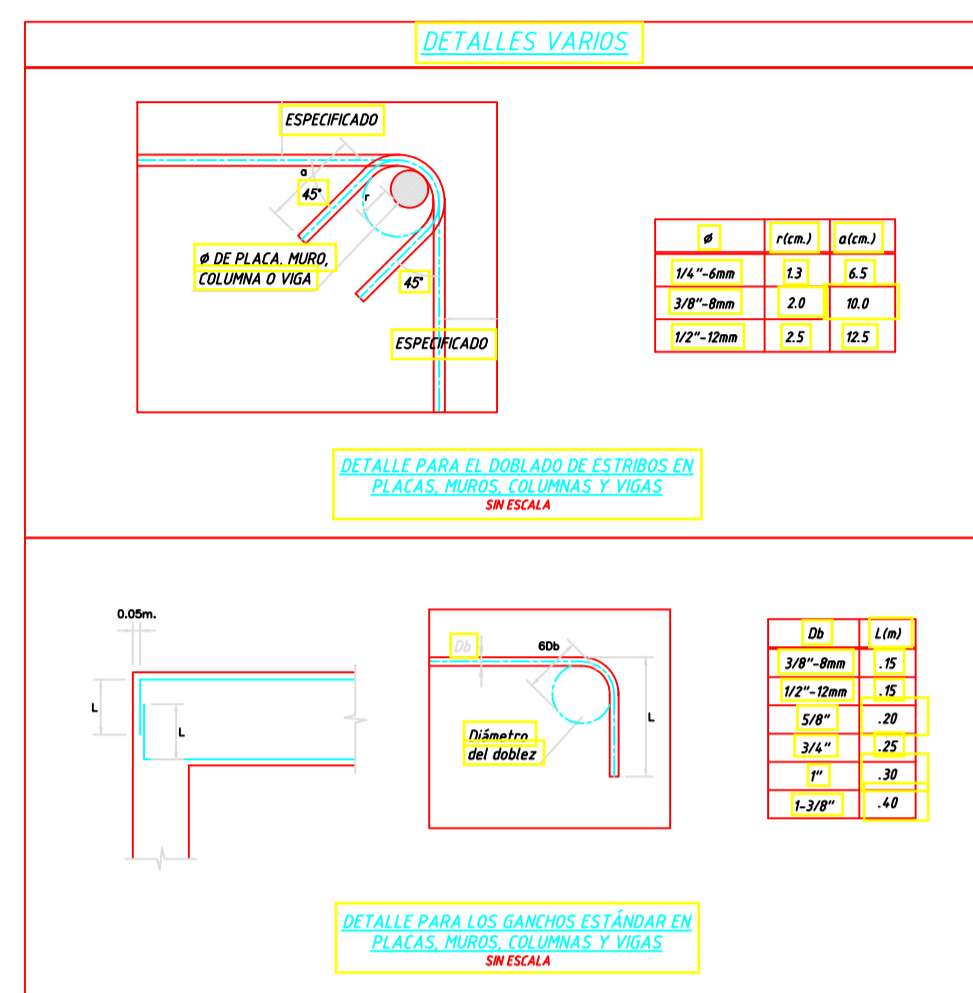 DETALLES VARIOS
ESPECIFICADO
a
45°
r
Ø DE PLACA. MURO,
COLUMNA O VIGA
45°
ESPECIFICADO
Ø r(cm.) a(cm.)
1/4"-6mm 1.3 6.5
3/8"-8mm 2.0 10.0
1/2"-12mm 2.5 12.5
DETALLE PARA EL DOBLADO DE ESTRIBOS EN
PLACAS, MUROS, COLUMNAS Y VIGAS
SIN ESCALA
0.05m.
L
L
Db
6Db
L
Diámetro
del doblez
Db L(m)
3/8"-8mm .15
1/2"-12mm .15
5/8" .20
3/4" .25
1" .30
1-3/8" .40
DETALLE PARA LOS GANCHOS ESTÁNDAR EN
PLACAS, MUROS, COLUMNAS Y VIGAS
SIN ESCALA